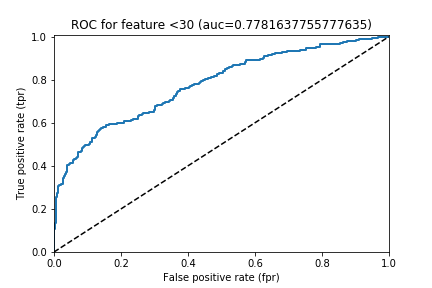 ROC for feature <30 (auc=0.7781637755777635)
True positive rate (tpr)
1.0
0.8
0.6
0.4
0.2
0.0
0.0 0.2 0.4 0.6 0.8 1.0
False positive rate (fpr)